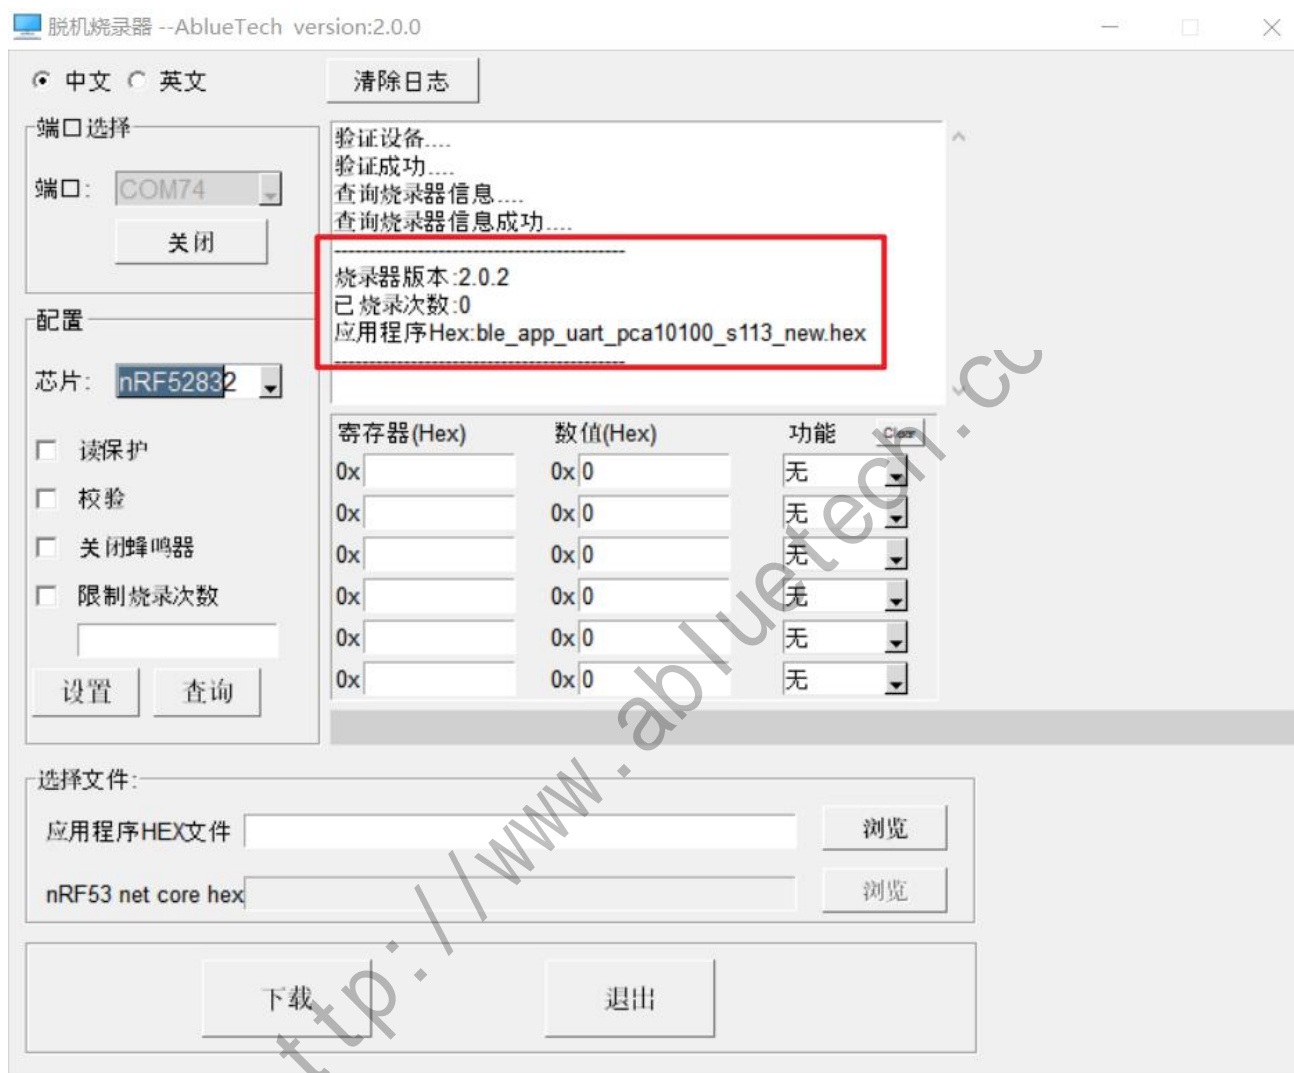 脱机烧录器 --AblueTech version:2.0.0
中文 英文 清除日志
端口选择
端口: COM74
关闭
验证设备....
验证成功....
查询烧录器信息....
查询烧录器信息成功....
----------------------------------------
烧录器版本:2.0.2
已烧录次数:0
应用程序Hex:ble_app_uart_pca10100_s113_new.hex
----------------------------------------
配置
芯片: nRF52832
读保护
校验
关闭蜂鸣器
限制烧录次数
设置 查询
寄存器(Hex) 数值(Hex) 功能 Clear
0x 0x 0 无
0x 0x 0 无
0x 0x 0 无
0x 0x 0 无
0x 0x 0 无
0x 0x 0 无
选择文件:
应用程序HEX文件 浏览
nRF53 net core hex 浏览
下载 退出
ttp://www.abluetech.co